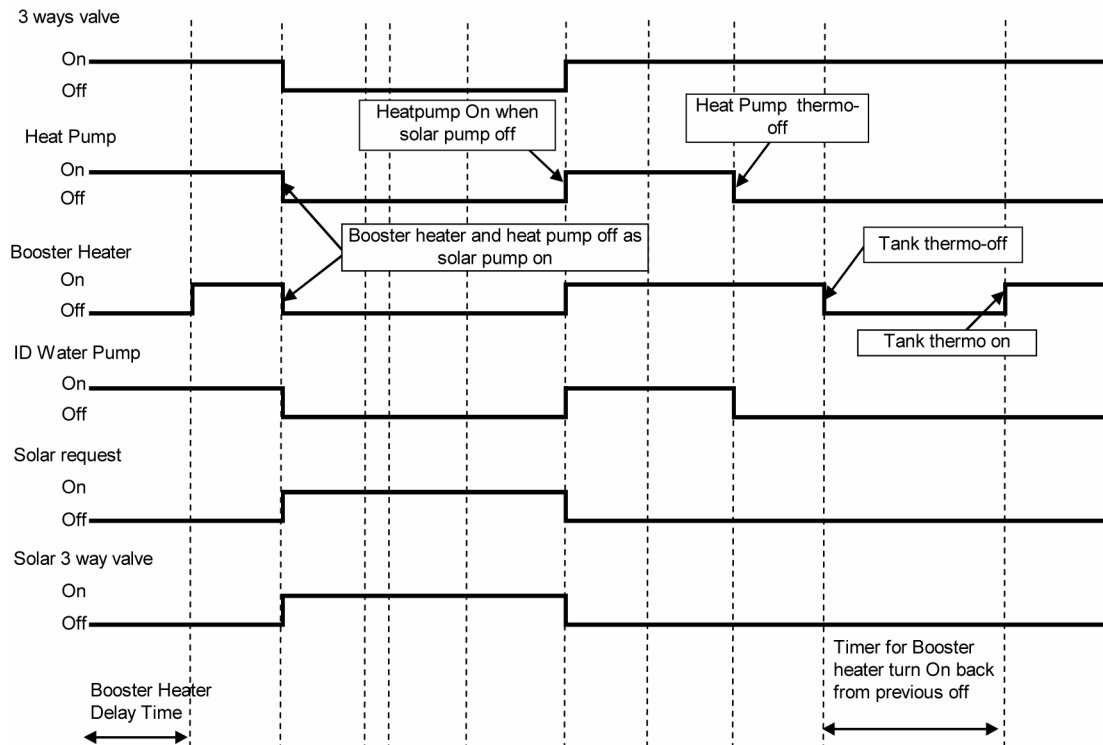 3 ways valve
On
Off
Heatpump On when
solar pump off
Heat Pump thermo-
off
Heat Pump
On
Off
Booster heater and heat pump off as
solar pump on
Tank thermo-off
Booster Heater
On
Off
Tank thermo on
ID Water Pump
On
Off
Solar request
On
Off
Solar 3 way valve
On
Off
Timer for Booster
heater turn On back
from previous off
Booster Heater
Delay Time